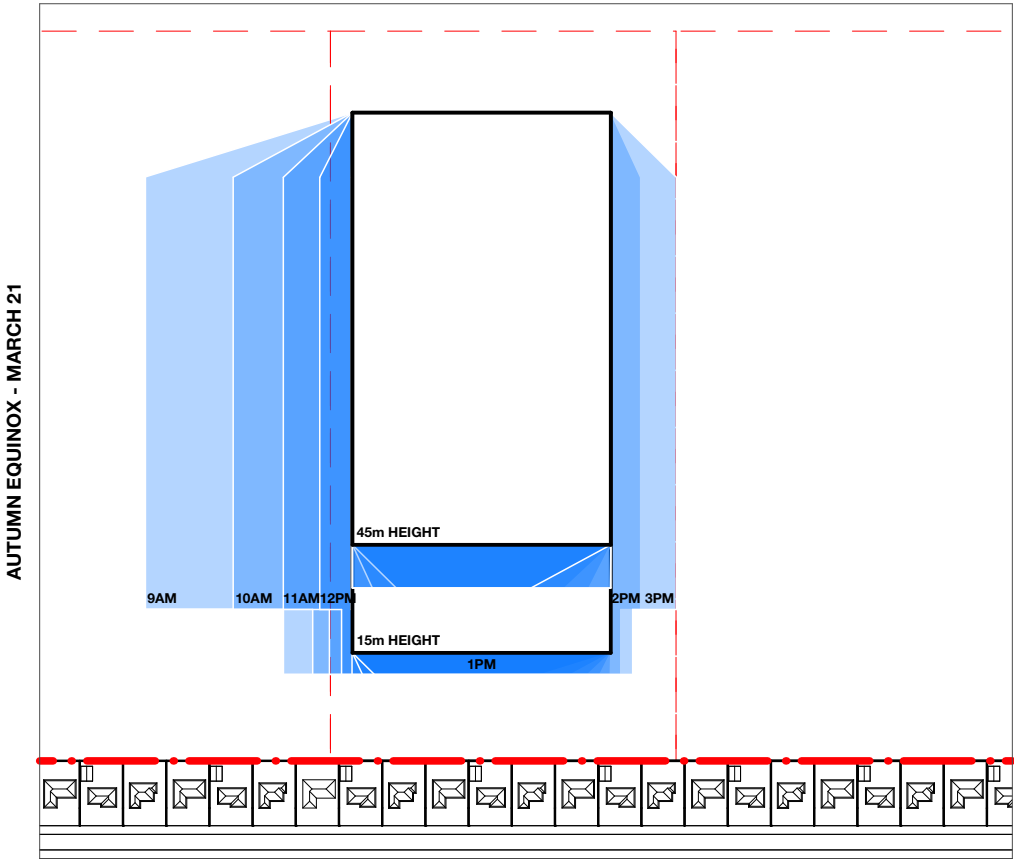 AUTUMN EQUINOX - MARCH 21
45m HEIGHT
9AM
10AM
11AM
12PM
2PM
3PM
15m HEIGHT
1PM